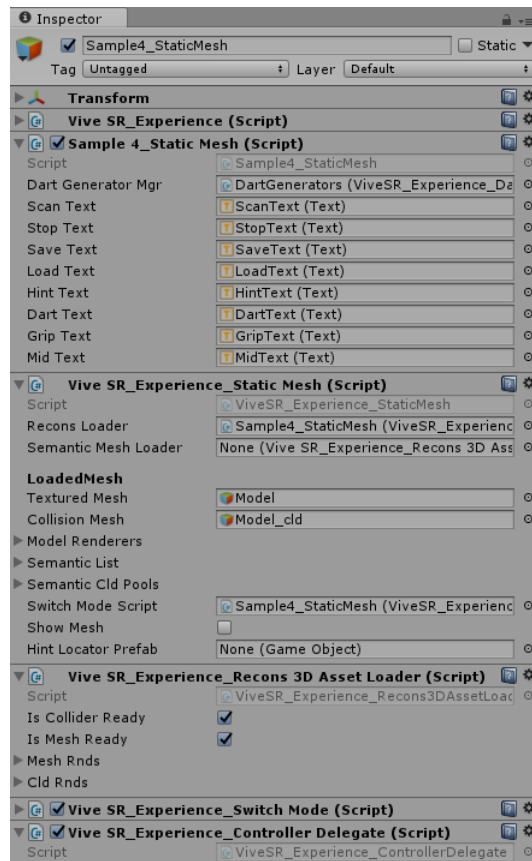 Inspector
Sample4_StaticMesh Static
Tag Untagged Layer Default
Transform
Vive SR_Experience (Script)
Sample 4_Static Mesh (Script)
Script Sample4_StaticMesh
Dart Generator Mgr DartGenerators (ViveSR_Experience_Da
Scan Text ScanText (Text)
Stop Text StopText (Text)
Save Text SaveText (Text)
Load Text LoadText (Text)
Hint Text HintText (Text)
Dart Text DartText (Text)
Grip Text GripText (Text)
Mid Text MidText (Text)
Vive SR_Experience_Static Mesh (Script)
Script ViveSR_Experience_StaticMesh
Recons Loader Sample4_StaticMesh (ViveSR_Experienc
Semantic Mesh Loader None (Vive SR_Experience_Recons 3D Ass
LoadedMesh
Textured Mesh Model
Collision Mesh Model_cld
Model Renderers
Semantic List
Semantic Cld Pools
Switch Mode Script Sample4_StaticMesh (ViveSR_Experienc
Show Mesh
Hint Locator Prefab None (Game Object)
Vive SR_Experience_Recons 3D Asset Loader (Script)
Script ViveSR_Experience_Recons3DAssetLoad
Is Collider Ready
Is Mesh Ready
Mesh Rnds
Cld Rnds
Vive SR_Experience_Switch Mode (Script)
Vive SR_Experience_Controller Delegate (Script)
Script ViveSR_Experience_ControllerDelegate